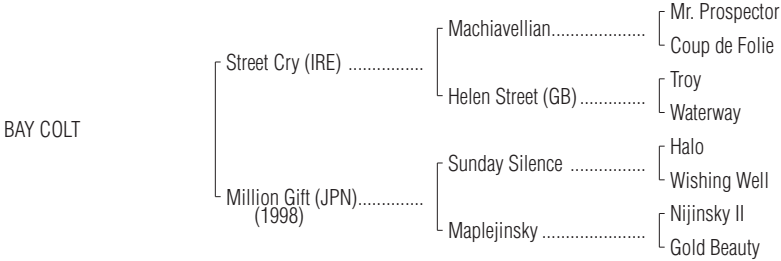 Mr. Prospector
Machiavellian....................
Coup de Folie
Street Cry (IRE) ................
Troy
Helen Street (GB)..............
Waterway
BAY COLT
Halo
Sunday Silence ................
Wishing Well
Million Gift (JPN)..............
(1998)
Nijinsky II
Maplejinsky ......................
Gold Beauty